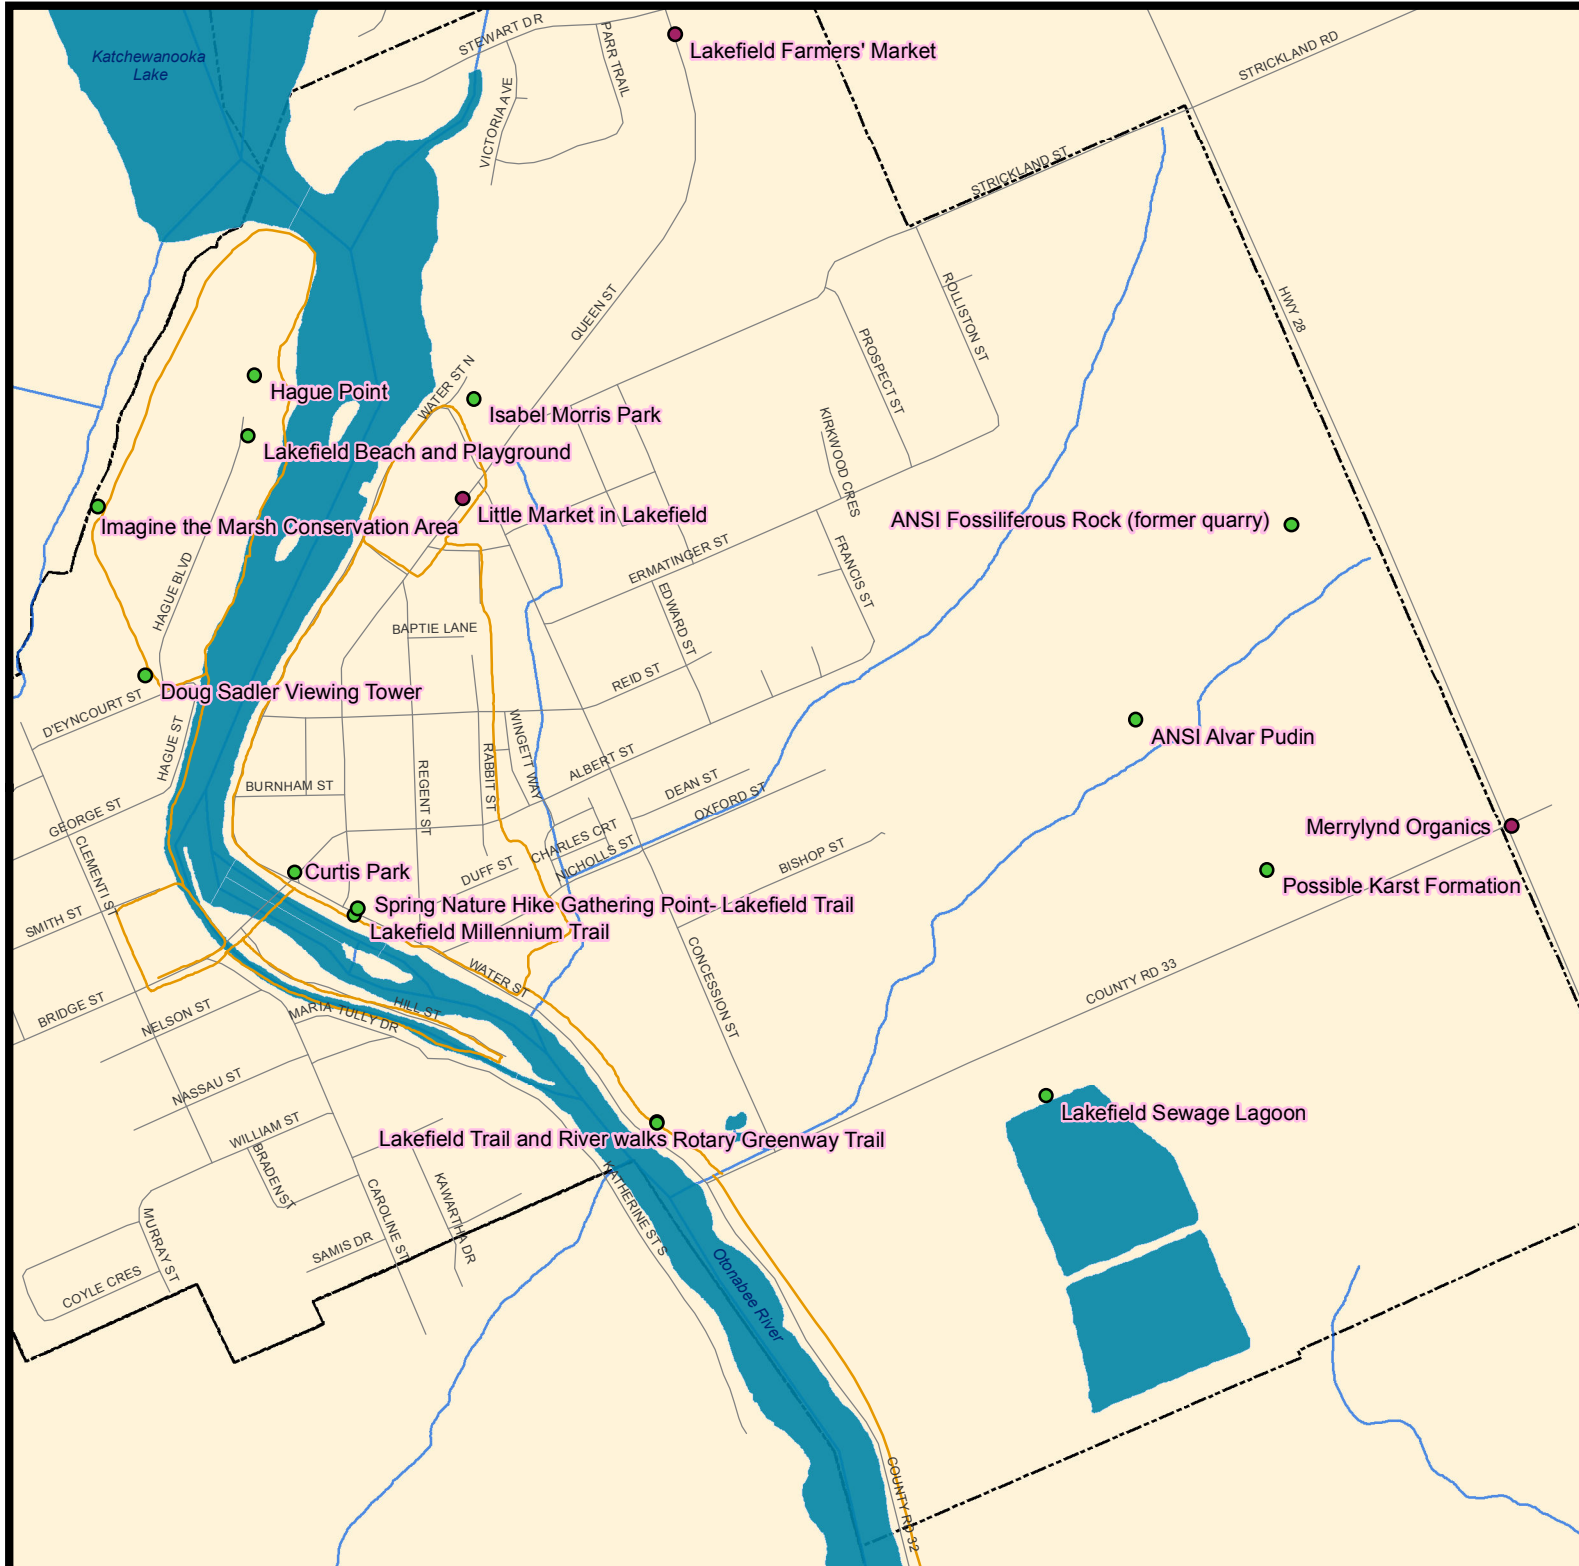 STEWART DR
PARR TRAIL
Lakefield Farmers' Market
STRICKLAND RD
Katchewanooka
Lake
VICTORIA AVE
STRICKLAND ST
QUEEN ST
ROLLISTON ST
HWY 28
PROSPECT ST
WATER ST N
Hague Point
Isabel Morris Park
KIRKWOOD CRES
Lakefield Beach and Playground
Little Market in Lakefield
Imagine the Marsh Conservation Area
ANSI Fossiliferous Rock (former quarry)
ERMATINGER ST
FRANCIS ST
HAGUE BLVD
EDWARD ST
BAPTIE LANE
REID ST
Doug Sadler Viewing Tower
D'EYNCOURT ST
HAGUE ST
WINGETT WAY
ANSI Alvar Pudin
ALBERT ST
RABBIT ST
REGENT ST
BURNHAM ST
DEAN ST
OXFORD ST
GEORGE ST
Merrylynd Organics
CHARLES CRT
NICHOLLS ST
BISHOP ST
CLEMENTI ST
DUFF ST
Curtis Park
Possible Karst Formation
Spring Nature Hike Gathering Point- Lakefield Trail
SMITH ST
Lakefield Millennium Trail
CONCESSION ST
WATER ST
COUNTY RD 33
BRIDGE ST
NELSON ST
HILL ST
MARIA TULLY DR
NASSAU ST
Lakefield Sewage Lagoon
WILLIAM ST
Lakefield Trail and River walks Rotary Greenway Trail
BRADEN ST
KATHERINE ST S
CAROLINE ST
KAWARTHA DR
MURRAY ST
SAMIS DR
COYLE CRES
Otonabee River
COUNTY RD 32